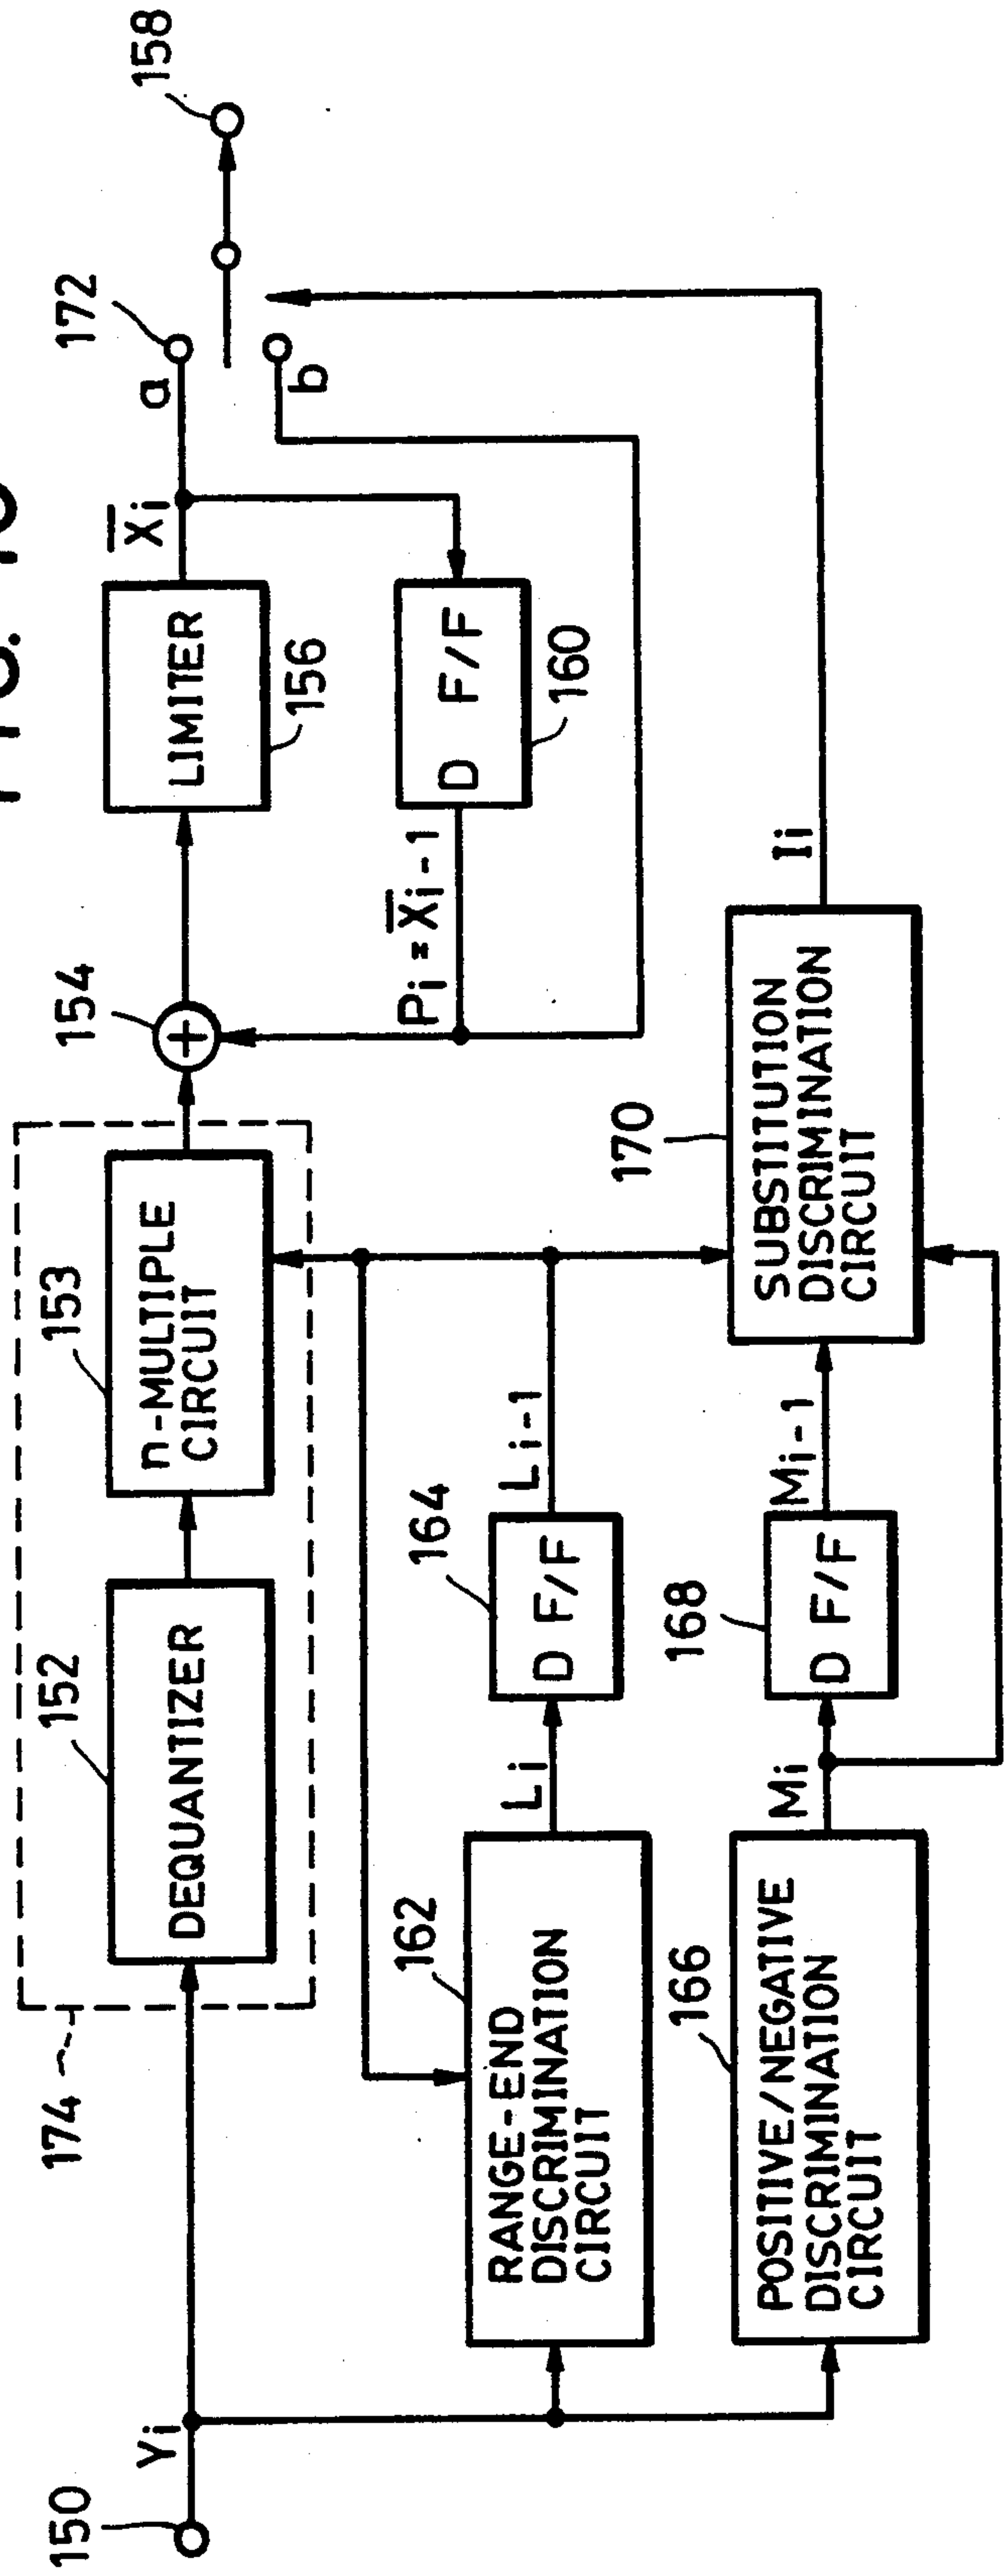 174
152
153
154
172
158
150
Yi
DEQUANTIZER
n-MULTIPLE
CIRCUIT
+
LIMITER
156
X̅i
a
b
Pi = X̅i-1
D F/F
160
162
RANGE-END
DISCRIMINATION
CIRCUIT
Li
164
D F/F
Li-1
166
POSITIVE/NEGATIVE
DISCRIMINATION
CIRCUIT
Mi
168
D F/F
Mi-1
170
SUBSTITUTION
DISCRIMINATION
CIRCUIT
Ii